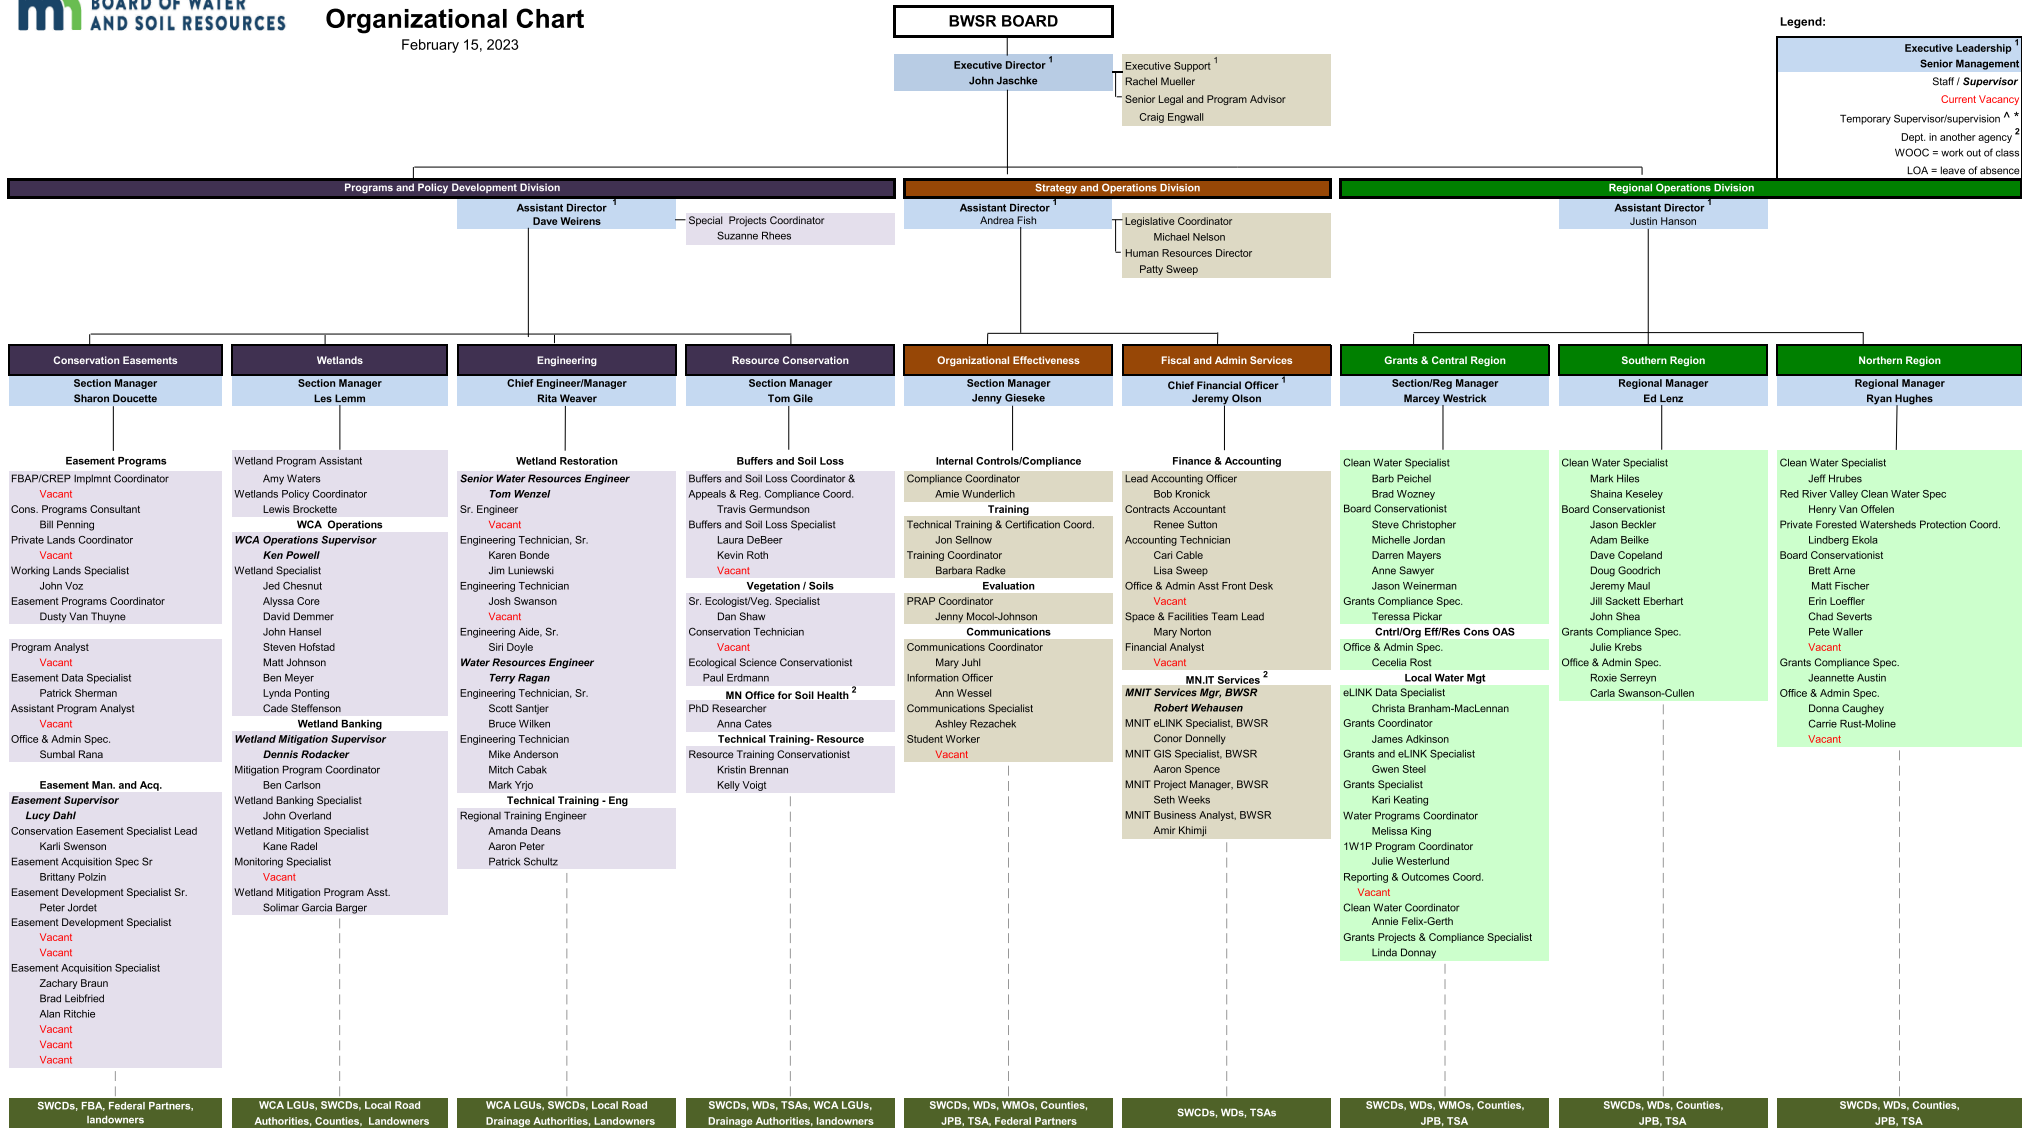 BOARD OF WATER
AND SOIL RESOURCES
Organizational Chart
February 15, 2023
BWSR BOARD
Executive Director 1
John Jaschke
Executive Support 1
Rachel Mueller
Senior Legal and Program Advisor
Craig Engwall
Legend:
Executive Leadership 1
Senior Management
Staff / Supervisor
Current Vacancy
Temporary Supervisor/supervision ^ *
Dept. in another agency 2
WOOC = work out of class
LOA = leave of absence
Programs and Policy Development Division
Assistant Director 1
Dave Weirens
Special Projects Coordinator
Suzanne Rhees
Strategy and Operations Division
Assistant Director 1
Andrea Fish
Legislative Coordinator
Michael Nelson
Human Resources Director
Patty Sweep
Regional Operations Division
Assistant Director 1
Justin Hanson
Conservation Easements
Section Manager
Sharon Doucette
Easement Programs
FBAP/CREP Implmnt Coordinator
Vacant
Cons. Programs Consultant
Bill Penning
Private Lands Coordinator
Vacant
Working Lands Specialist
John Voz
Easement Programs Coordinator
Dusty Van Thuyne
Program Analyst
Vacant
Easement Data Specialist
Patrick Sherman
Assistant Program Analyst
Vacant
Office & Admin Spec.
Sumbal Rana
Easement Man. and Acq.
Easement Supervisor
Lucy Dahl
Conservation Easement Specialist Lead
Karli Swenson
Easement Acquisition Spec Sr
Brittany Polzin
Easement Development Specialist Sr.
Peter Jordet
Easement Development Specialist
Vacant
Vacant
Easement Acquisition Specialist
Zachary Braun
Brad Leibfried
Alan Ritchie
Vacant
Vacant
Vacant
SWCDs, FBA, Federal Partners,
landowners
Wetlands
Section Manager
Les Lemm
Wetland Program Assistant
Amy Waters
Wetlands Policy Coordinator
Lewis Brockette
WCA Operations
WCA Operations Supervisor
Ken Powell
Wetland Specialist
Jed Chesnut
Alyssa Core
David Demmer
John Hansel
Steven Hofstad
Matt Johnson
Ben Meyer
Lynda Ponting
Cade Steffenson
Wetland Banking
Wetland Mitigation Supervisor
Dennis Rodacker
Mitigation Program Coordinator
Ben Carlson
Wetland Banking Specialist
John Overland
Wetland Mitigation Specialist
Kane Radel
Monitoring Specialist
Vacant
Wetland Mitigation Program Asst.
Solimar Garcia Barger
WCA LGUs, SWCDs, Local Road
Authorities, Counties, Landowners
Engineering
Chief Engineer/Manager
Rita Weaver
Wetland Restoration
Senior Water Resources Engineer
Tom Wenzel
Sr. Engineer
Vacant
Engineering Technician, Sr.
Karen Bonde
Jim Luniewski
Engineering Technician
Josh Swanson
Vacant
Engineering Aide, Sr.
Siri Doyle
Water Resources Engineer
Terry Ragan
Engineering Technician, Sr.
Scott Santjer
Bruce Wilken
Engineering Technician
Mike Anderson
Mitch Cabak
Mark Yrjo
Technical Training - Eng
Regional Training Engineer
Amanda Deans
Aaron Peter
Patrick Schultz
WCA LGUs, SWCDs, Local Road
Drainage Authorities, Landowners
Resource Conservation
Section Manager
Tom Gile
Buffers and Soil Loss
Buffers and Soil Loss Coordinator &
Appeals & Reg. Compliance Coord.
Travis Germundson
Buffers and Soil Loss Specialist
Laura DeBeer
Kevin Roth
Vacant
Vegetation / Soils
Sr. Ecologist/Veg. Specialist
Dan Shaw
Conservation Technician
Vacant
Ecological Science Conservationist
Paul Erdmann
MN Office for Soil Health 2
PhD Researcher
Anna Cates
Technical Training- Resource
Resource Training Conservationist
Kristin Brennan
Kelly Voigt
SWCDs, WDs, TSAs, WCA LGUs,
Drainage Authorities, landowners
Organizational Effectiveness
Section Manager
Jenny Gieseke
Internal Controls/Compliance
Compliance Coordinator
Amie Wunderlich
Training
Technical Training & Certification Coord.
Jon Sellnow
Training Coordinator
Barbara Radke
Evaluation
PRAP Coordinator
Jenny Mocol-Johnson
Communications
Communications Coordinator
Mary Juhl
Information Officer
Ann Wessel
Communications Specialist
Ashley Rezachek
Student Worker
Vacant
SWCDs, WDs, WMOs, Counties,
JPB, TSA, Federal Partners
Fiscal and Admin Services
Chief Financial Officer 1
Jeremy Olson
Finance & Accounting
Lead Accounting Officer
Bob Kronick
Contracts Accountant
Renee Sutton
Accounting Technician
Cari Cable
Lisa Sweep
Office & Admin Asst Front Desk
Vacant
Space & Facilities Team Lead
Mary Norton
Financial Analyst
Vacant
MN.IT Services 2
MNIT Services Mgr, BWSR
Robert Wehausen
MNIT eLINK Specialist, BWSR
Conor Donnelly
MNIT GIS Specialist, BWSR
Aaron Spence
MNIT Project Manager, BWSR
Seth Weeks
MNIT Business Analyst, BWSR
Amir Khimji
SWCDs, WDs, TSAs
Grants & Central Region
Section/Reg Manager
Marcey Westrick
Clean Water Specialist
Barb Peichel
Brad Wozney
Board Conservationist
Steve Christopher
Michelle Jordan
Darren Mayers
Anne Sawyer
Jason Weinerman
Grants Compliance Spec.
Teressa Pickar
Cntrl/Org Eff/Res Cons OAS
Office & Admin Spec.
Cecelia Rost
Local Water Mgt
eLINK Data Specialist
Christa Branham-MacLennan
Grants Coordinator
James Adkinson
Grants and eLINK Specialist
Gwen Steel
Grants Specialist
Kari Keating
Water Programs Coordinator
Melissa King
1W1P Program Coordinator
Julie Westerlund
Reporting & Outcomes Coord.
Vacant
Clean Water Coordinator
Annie Felix-Gerth
Grants Projects & Compliance Specialist
Linda Donnay
SWCDs, WDs, WMOs, Counties,
JPB, TSA
Southern Region
Regional Manager
Ed Lenz
Clean Water Specialist
Mark Hiles
Shaina Keseley
Board Conservationist
Jason Beckler
Adam Beilke
Dave Copeland
Doug Goodrich
Jeremy Maul
Jill Sackett Eberhart
John Shea
Grants Compliance Spec.
Julie Krebs
Office & Admin Spec.
Roxie Serreyn
Carla Swanson-Cullen
SWCDs, WDs, Counties,
JPB, TSA
Northern Region
Regional Manager
Ryan Hughes
Clean Water Specialist
Jeff Hrubes
Red River Valley Clean Water Spec
Henry Van Offelen
Private Forested Watersheds Protection Coord.
Lindberg Ekola
Board Conservationist
Brett Arne
Matt Fischer
Erin Loeffler
Chad Severts
Pete Waller
Vacant
Grants Compliance Spec.
Jeannette Austin
Office & Admin Spec.
Donna Caughey
Carrie Rust-Moline
Vacant
SWCDs, WDs, Counties,
JPB, TSA